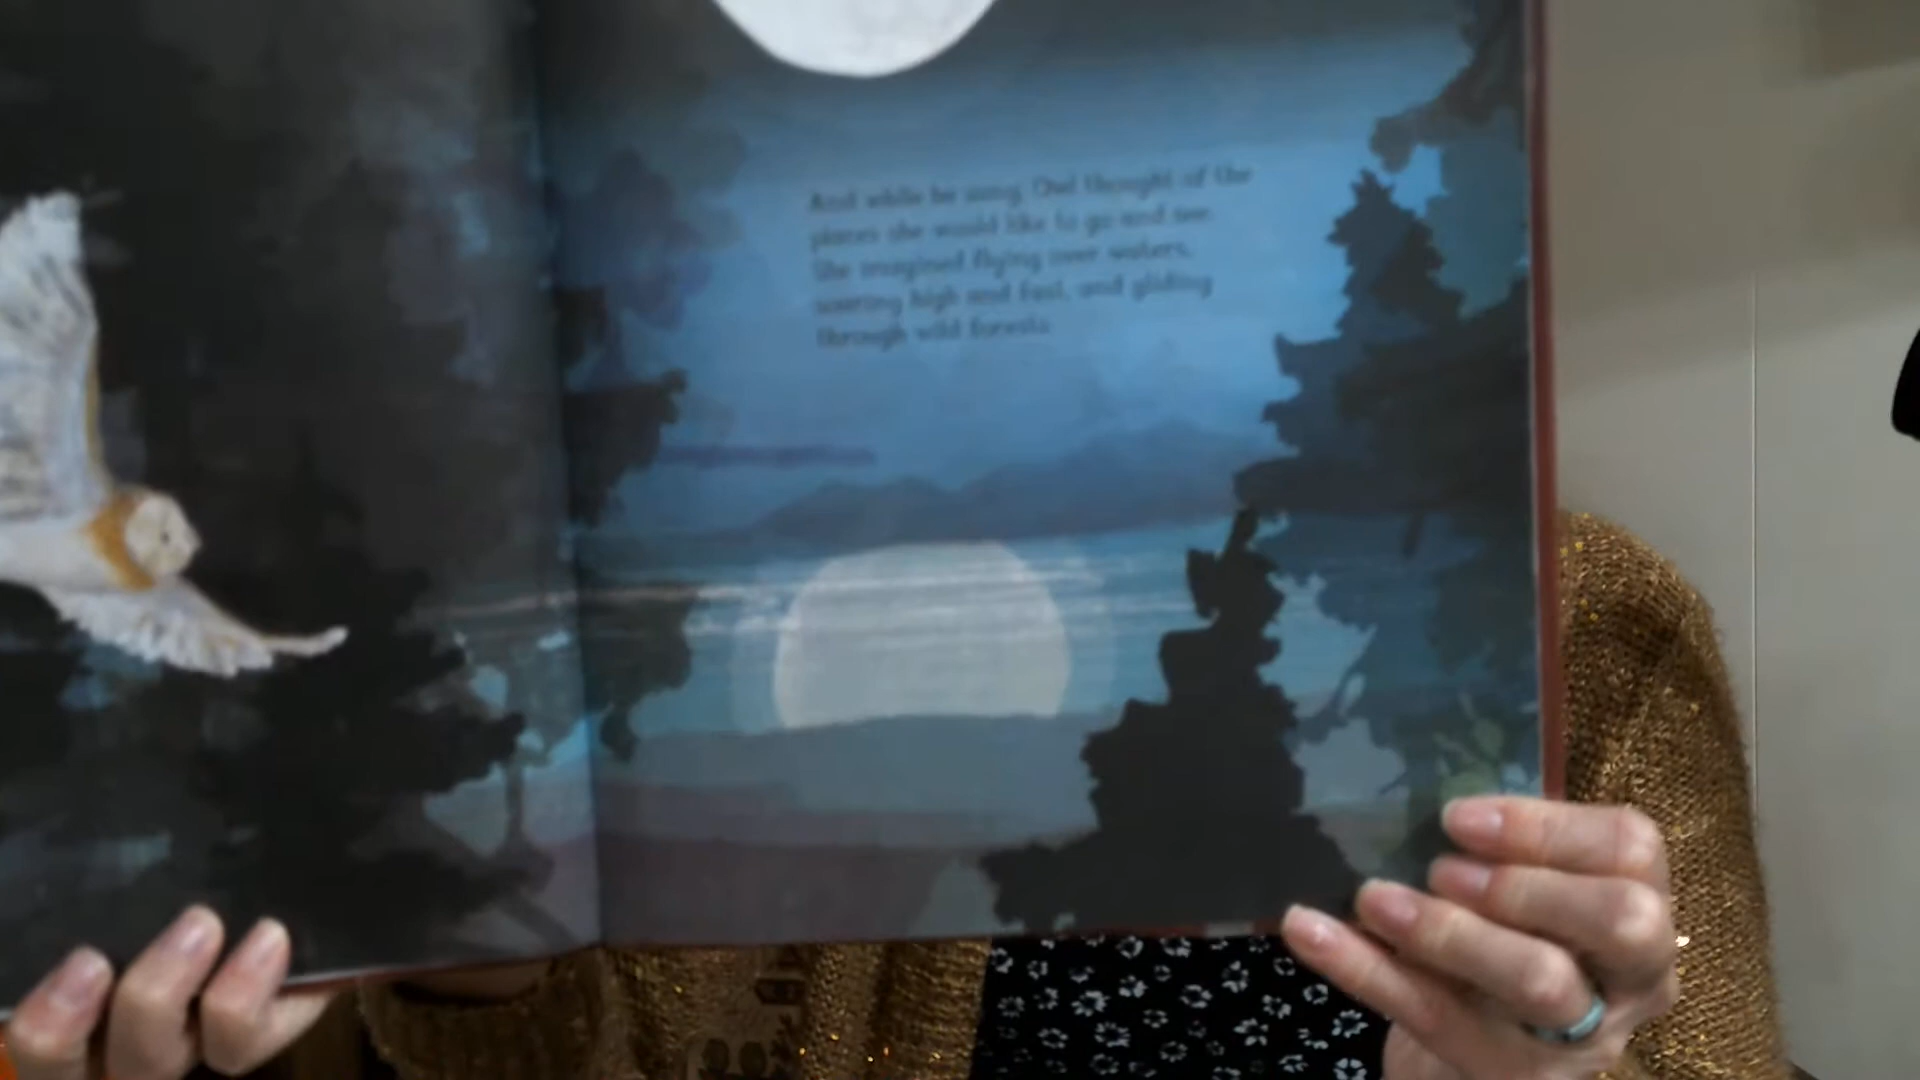 And while he sang, Owl thought of the
places she would like to go and see.
She imagined flying over waters,
soaring high and fast, and gliding
through wild forests.